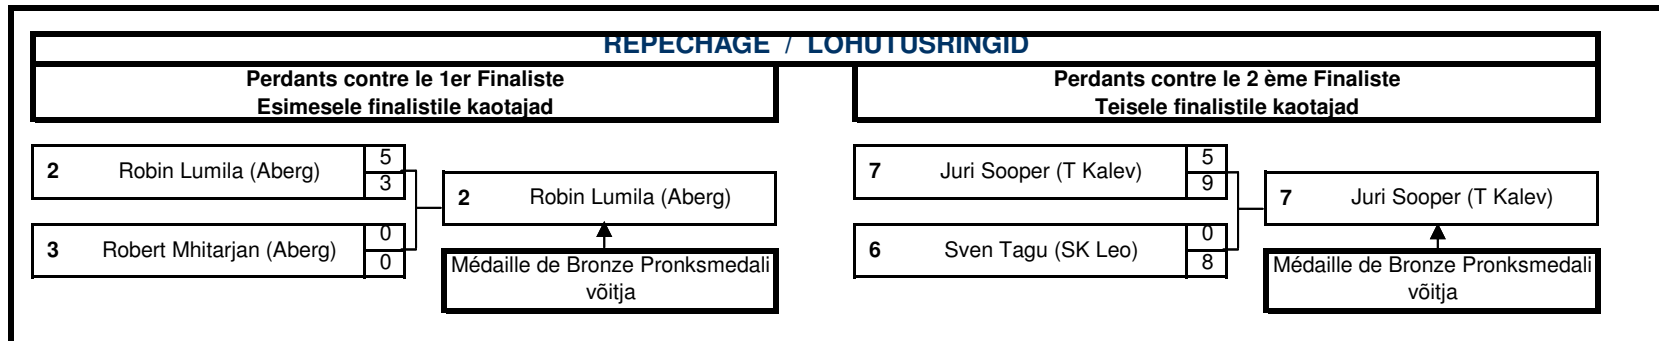 REPECHAGE / LOHUTUSRINGID
Perdants contre le 1er Finaliste
Esimesele finalistile kaotajad
Perdants contre le 2 ème Finaliste
Teisele finalistile kaotajad
2 Robin Lumila (Aberg) 5
3
2 Robin Lumila (Aberg)
3 Robert Mhitarjan (Aberg) 0
0
Médaille de Bronze Pronksmedali
võitja
7 Juri Sooper (T Kalev) 5
9
7 Juri Sooper (T Kalev)
6 Sven Tagu (SK Leo) 0
8
Médaille de Bronze Pronksmedali
võitja